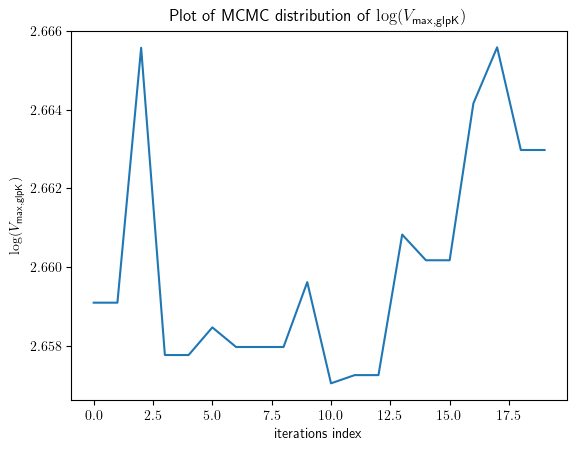 Plot of MCMC distribution of log(V_max,glpK)
log(V_max,glpK)
2.666
2.664
2.662
2.660
2.658
0.0 2.5 5.0 7.5 10.0 12.5 15.0 17.5
iterations index